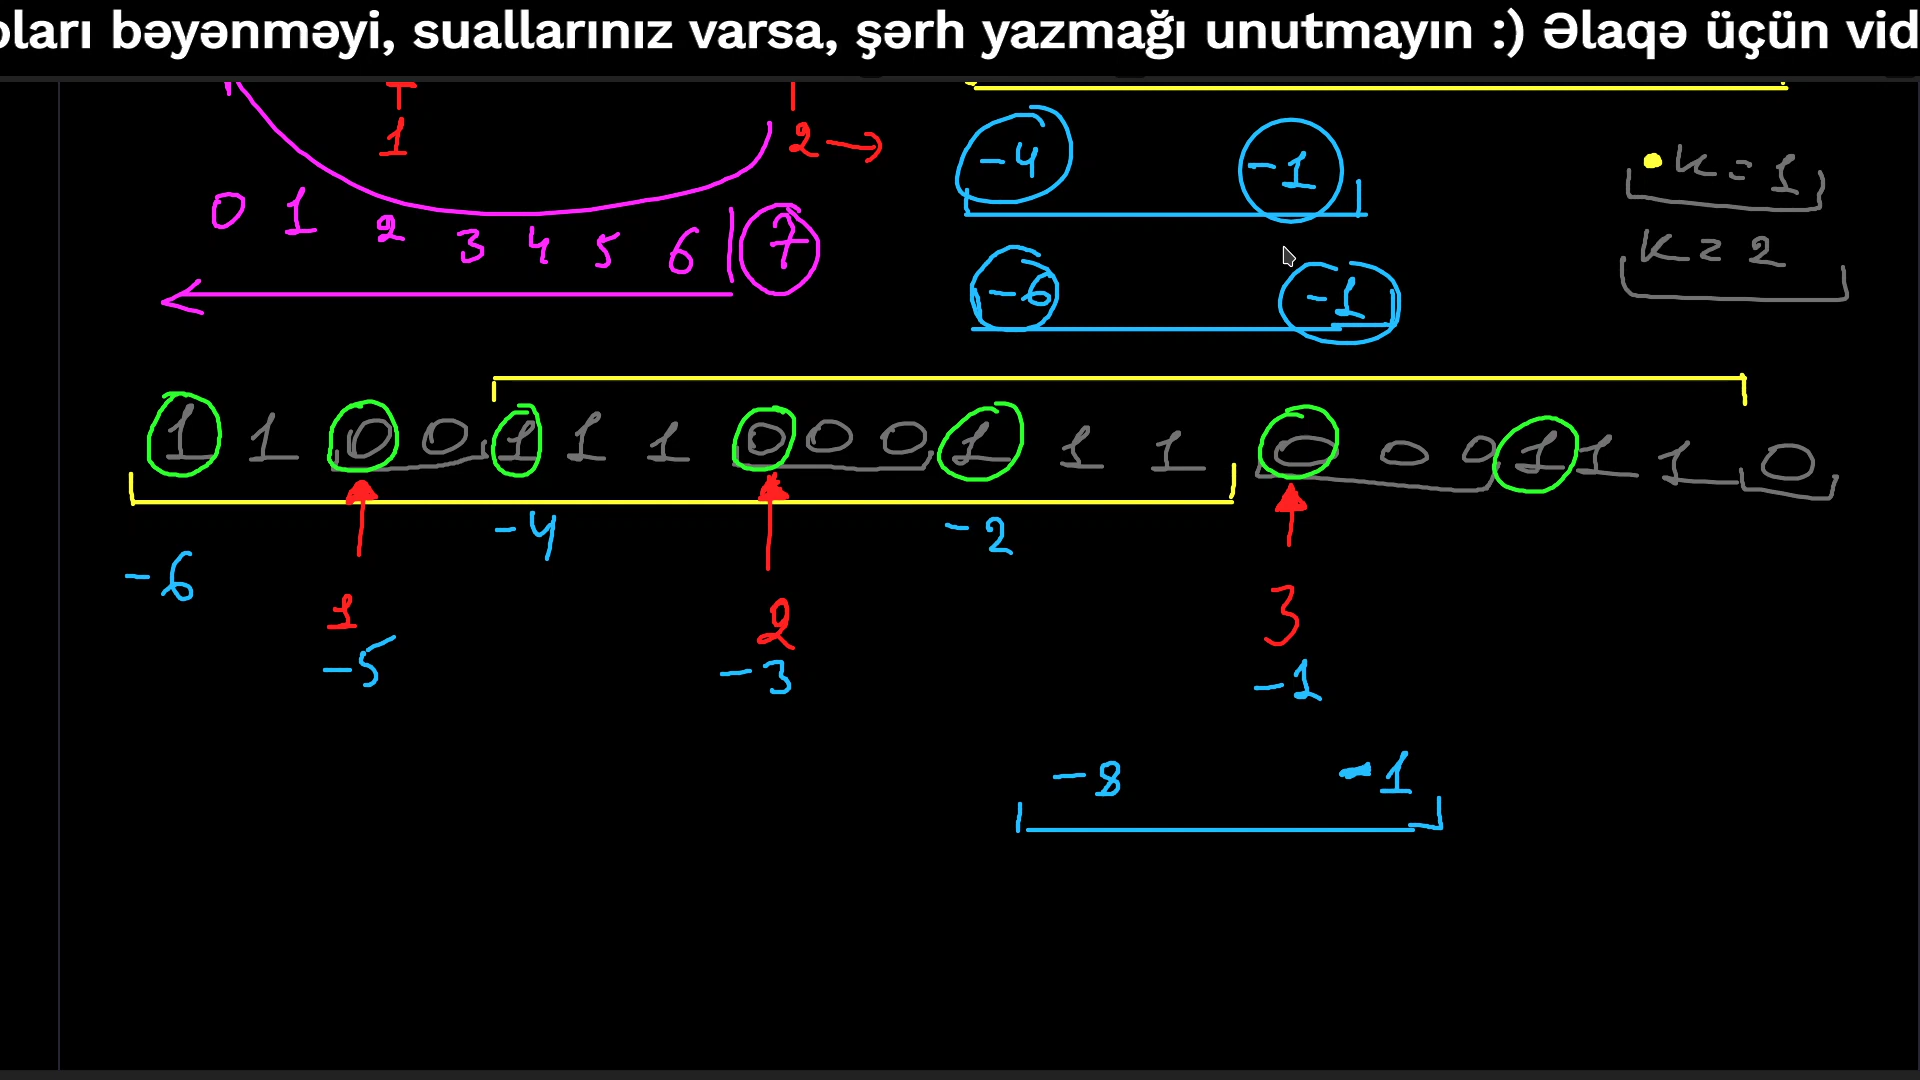 oları bəyənməyi, suallarınız varsa, şərh yazmağı unutmayın :) Əlaqə üçün vid
1 2
-4 -1 k = 1
0 1 2 3 4 5 6 7
-6 -1 k = 2
1 1 0 0 1 1 1 0 0 0 1 1 1 0 0 0 1 1 1 0
-6 -4 -2
1 2 3
-5 -3 -1
-8 -1